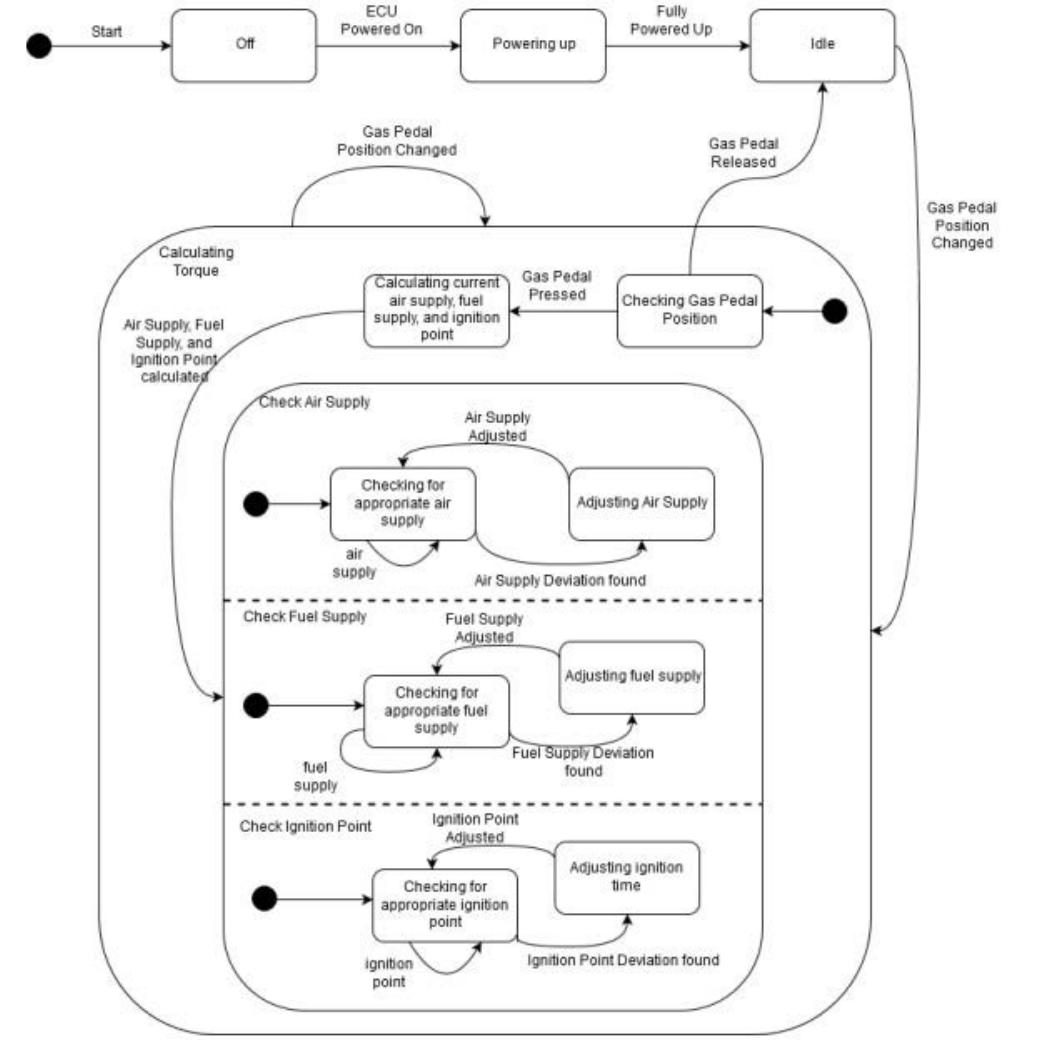 Start
Off
ECU
Powered On
Powering up
Fully
Powered Up
Idle
Gas Pedal
Position Changed
Gas Pedal
Released
Gas Pedal
Position
Changed
Calculating
Torque
Calculating current
air supply, fuel
supply, and ignition
point
Gas Pedal
Pressed
Checking Gas Pedal
Position
Air Supply, Fuel
Supply, and
Ignition Point
calculated
Check Air Supply
Air Supply
Adjusted
Checking for
appropriate air
supply
Adjusting Air Supply
air
supply
Air Supply Deviation found
Check Fuel Supply
Fuel Supply
Adjusted
Checking for
appropriate fuel
supply
Adjusting fuel supply
fuel
supply
Fuel Supply Deviation
found
Check Ignition Point
Ignition Point
Adjusted
Checking for
appropriate ignition
point
Adjusting ignition
time
ignition
point
Ignition Point Deviation found